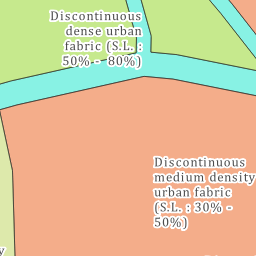 Discontinuous
dense urban
fabric (S.L. :
50% -  80%)
Discontinuous
medium density
urban fabric
(S.L. : 30% -
50%)